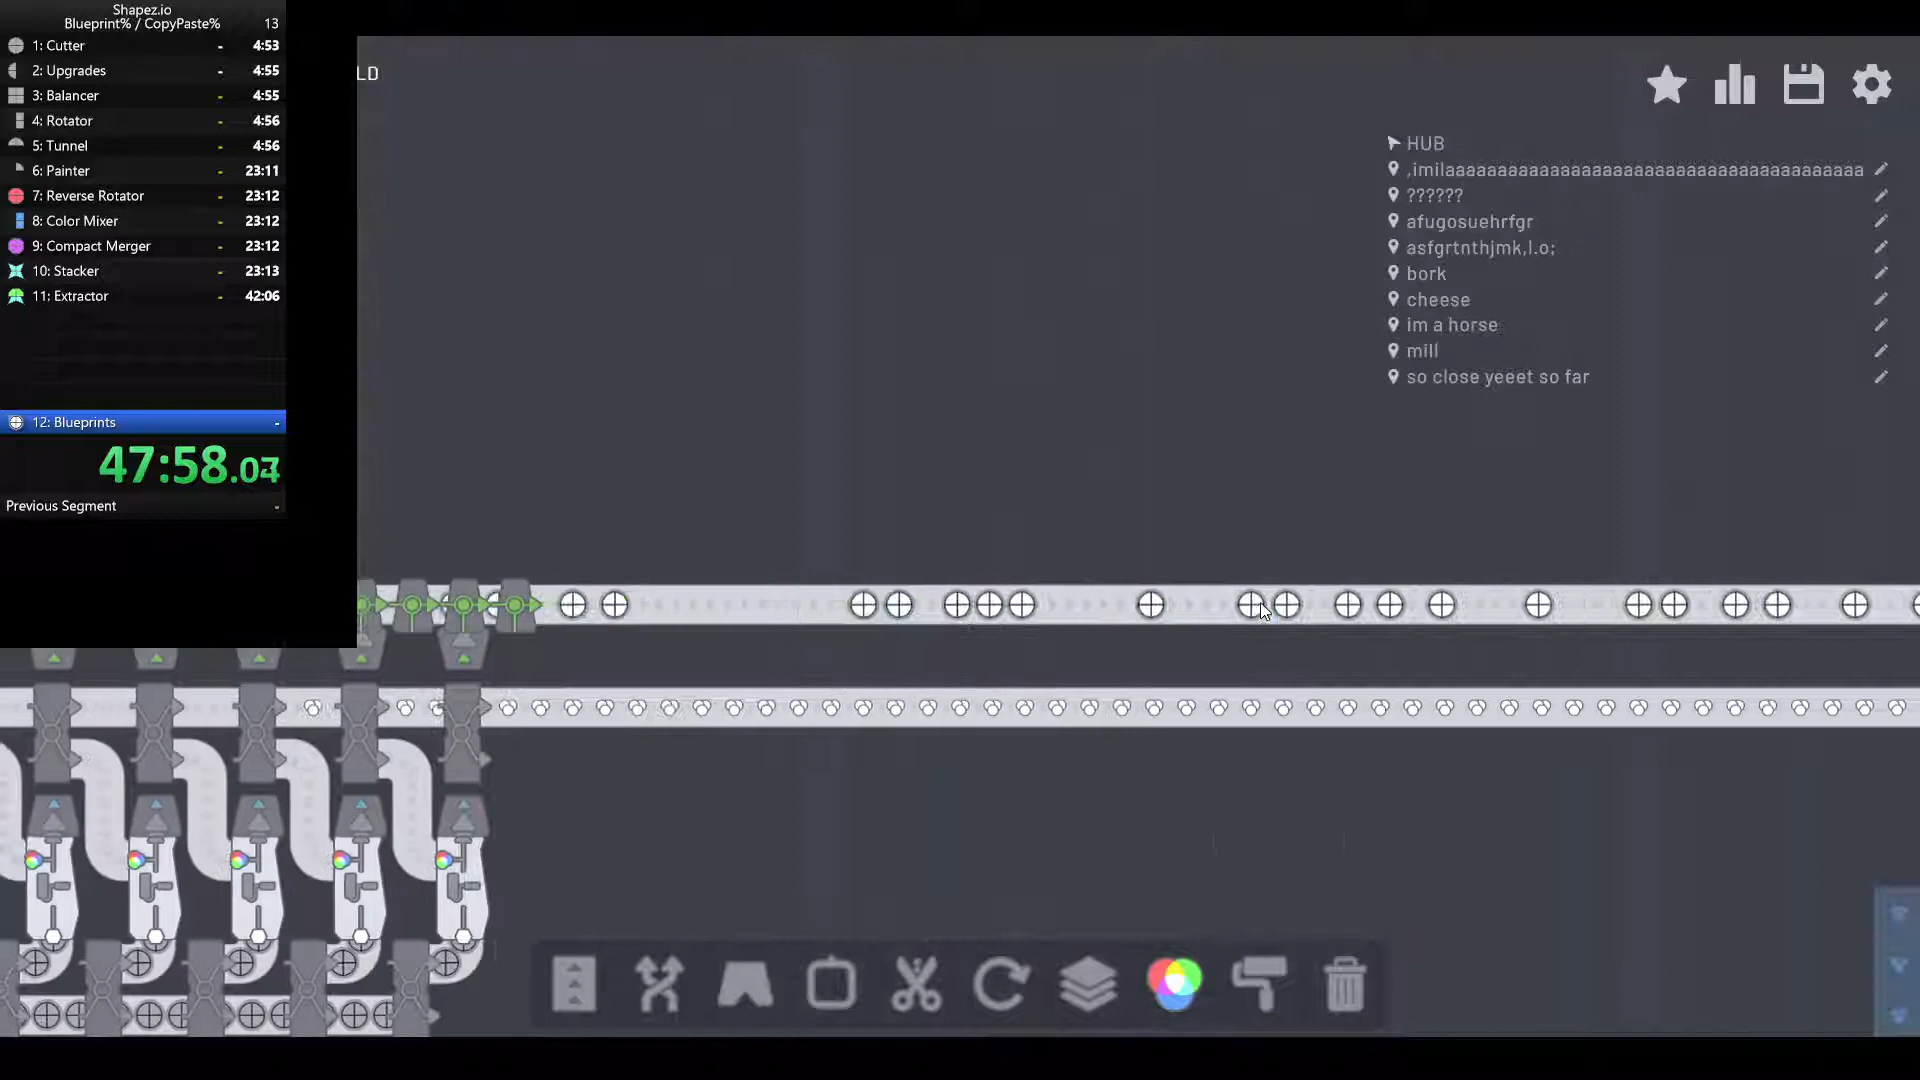 Shapez.io
Blueprint% / CopyPaste% 13
1: Cutter - 4:53
2: Upgrades - 4:55
3: Balancer - 4:55
4: Rotator - 4:56
5: Tunnel - 4:56
6: Painter - 23:11
7: Reverse Rotator - 23:12
8: Color Mixer - 23:12
9: Compact Merger - 23:12
10: Stacker - 23:13
11: Extractor - 42:06
12: Blueprints -
47:58
Previous Segment -
LD
HUB
,imilaaaaaaaaaaaaaaaaaaaaaaaaaaaaaaaaaaaaaa
??????
afugosuehrfgr
asfgrtnthjmk,l.o;
bork
cheese
im a horse
mill
so close yeeet so far